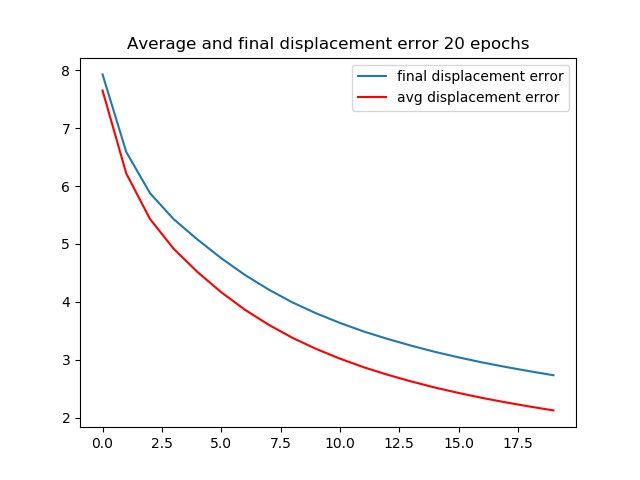 Average and final displacement error 20 epochs
final displacement error
avg displacement error
8
7
6
5
4
3
2
0.0 2.5 5.0 7.5 10.0 12.5 15.0 17.5